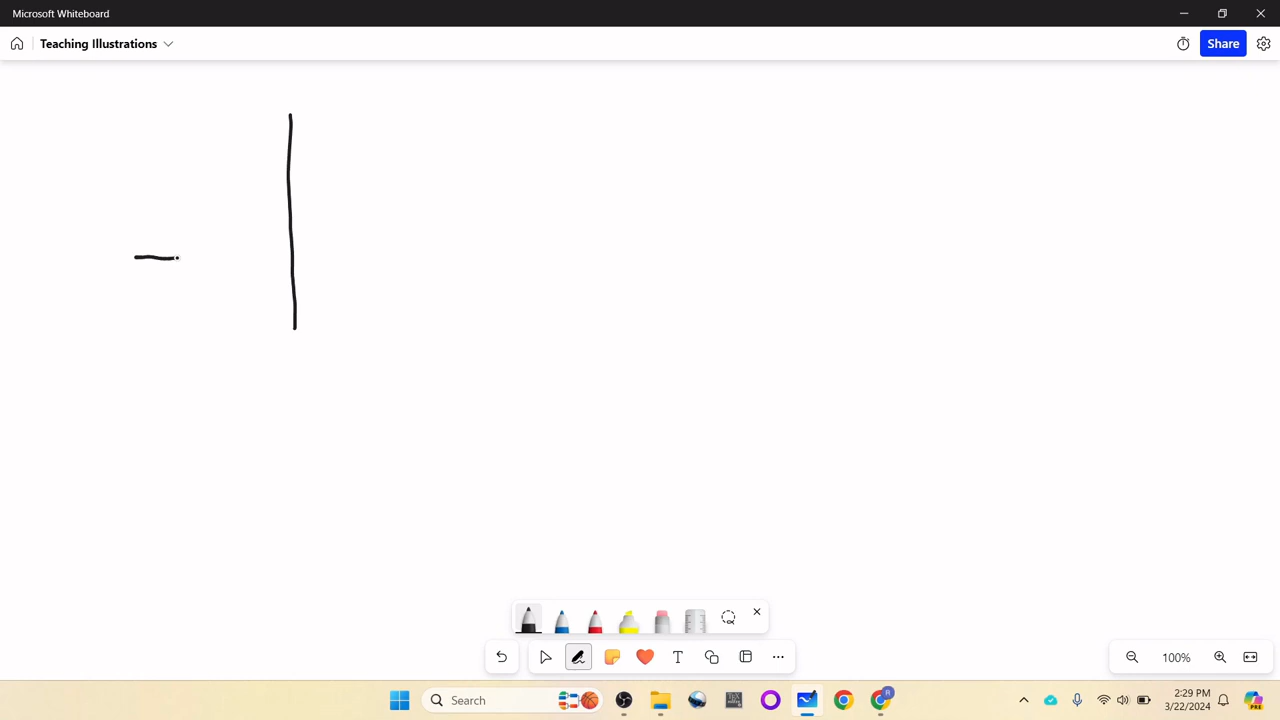 Microsoft Whiteboard
Teaching Illustrations
Share
100%
Search
2:29 PM
3/22/2024